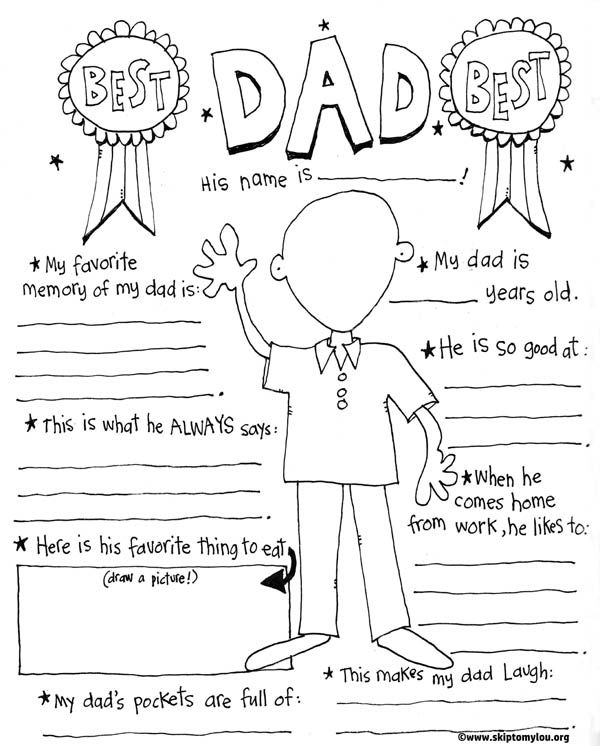 BEST
DAD
BEST
His name is !
*My favorite
memory of my dad is:
.
*My dad is
years old.
*He is so good at:
.
*This is what he ALWAYS says:
.
*When he
comes home
from work, he likes to:
.
*Here is his favorite thing to eat
(draw a picture!)
*This makes my dad Laugh:
.
*My dad's pockets are full of:
.
©www.skiptomylou.org